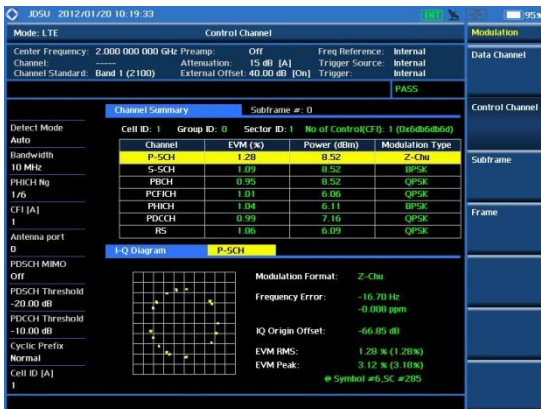 JDSU 2012/01/20 10:19:33 INT 95%
Mode: LTE Control Channel Modulation
Center Frequency: 2.000 000 000 GHz Preamp: Off Freq Reference: Internal
Channel: Attenuation: 15 dB [A] Trigger Source: Internal
Channel Standard: Band 1 (2100) External Offset: 40.00 dB [On] Trigger: Internal
Data Channel
PASS
Channel Summary Subframe #: 0
Control Channel
Detect Mode
Auto
Cell ID: 1 Group ID: 0 Sector ID: 1 No of Control(CFI): 1 (0x6db6db6d)
Channel EVM (%) Power (dBm) Modulation Type
P-SCH 1.28 8.52 Z-Chu
S-SCH 1.09 8.52 BPSK
PBCH 0.95 8.52 QPSK
PCFICH 1.01 6.06 QPSK
PHICH 1.04 6.11 BPSK
PDCCH 0.99 7.16 QPSK
RS 1.06 6.09 QPSK
Bandwidth
10 MHz
PHICH Ng
1/6
CFI [A]
1
Antenna port
0
PDSCH MIMO
Off
PDSCH Threshold
-20.00 dB
PDCCH Threshold
-10.00 dB
Cyclic Prefix
Normal
Cell ID [A]
1
Subframe
Frame
I-Q Diagram P-SCH
Modulation Format: Z-Chu
Frequency Error: -16.70 Hz
-0.008 ppm
IQ Origin Offset: -66.85 dB
EVM RMS: 1.28 % (1.28%)
EVM Peak: 3.12 % (3.18%)
@ Symbol #6,SC #285